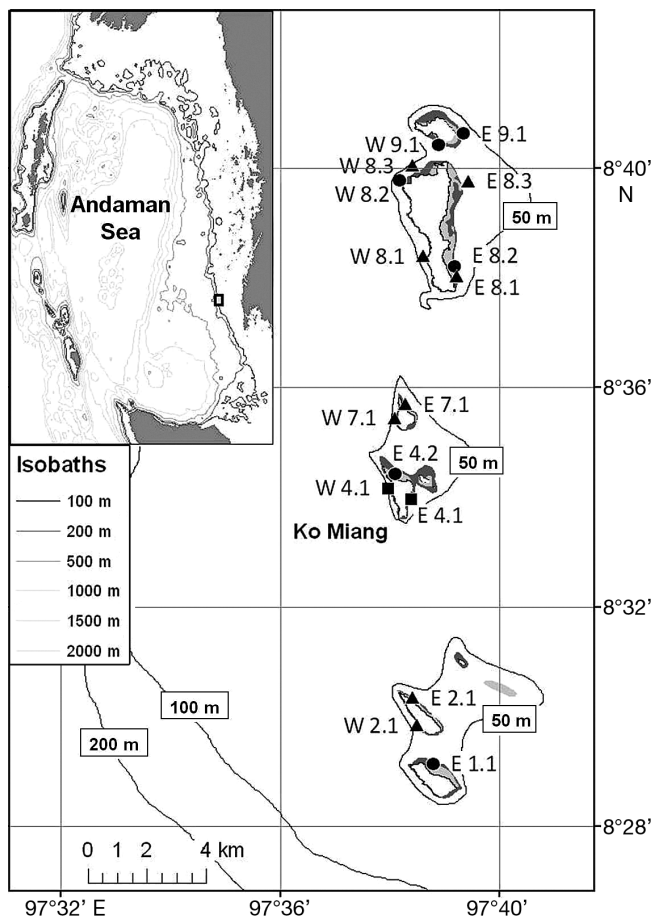 Andaman
Sea
Isobaths
100 m
200 m
500 m
1000 m
1500 m
2000 m
W 9.1
E 9.1
W 8.3
E 8.3
W 8.2
W 8.1
E 8.2
E 8.1
50 m
8°40’
N
E 7.1
W 7.1
8°36’
E 4.2
50 m
W 4.1
E 4.1
Ko Miang
8°32’
E 2.1
W 2.1
50 m
E 1.1
100 m
200 m
8°28’
0 1 2 4 km
97°32’ E
97°36’
97°40’